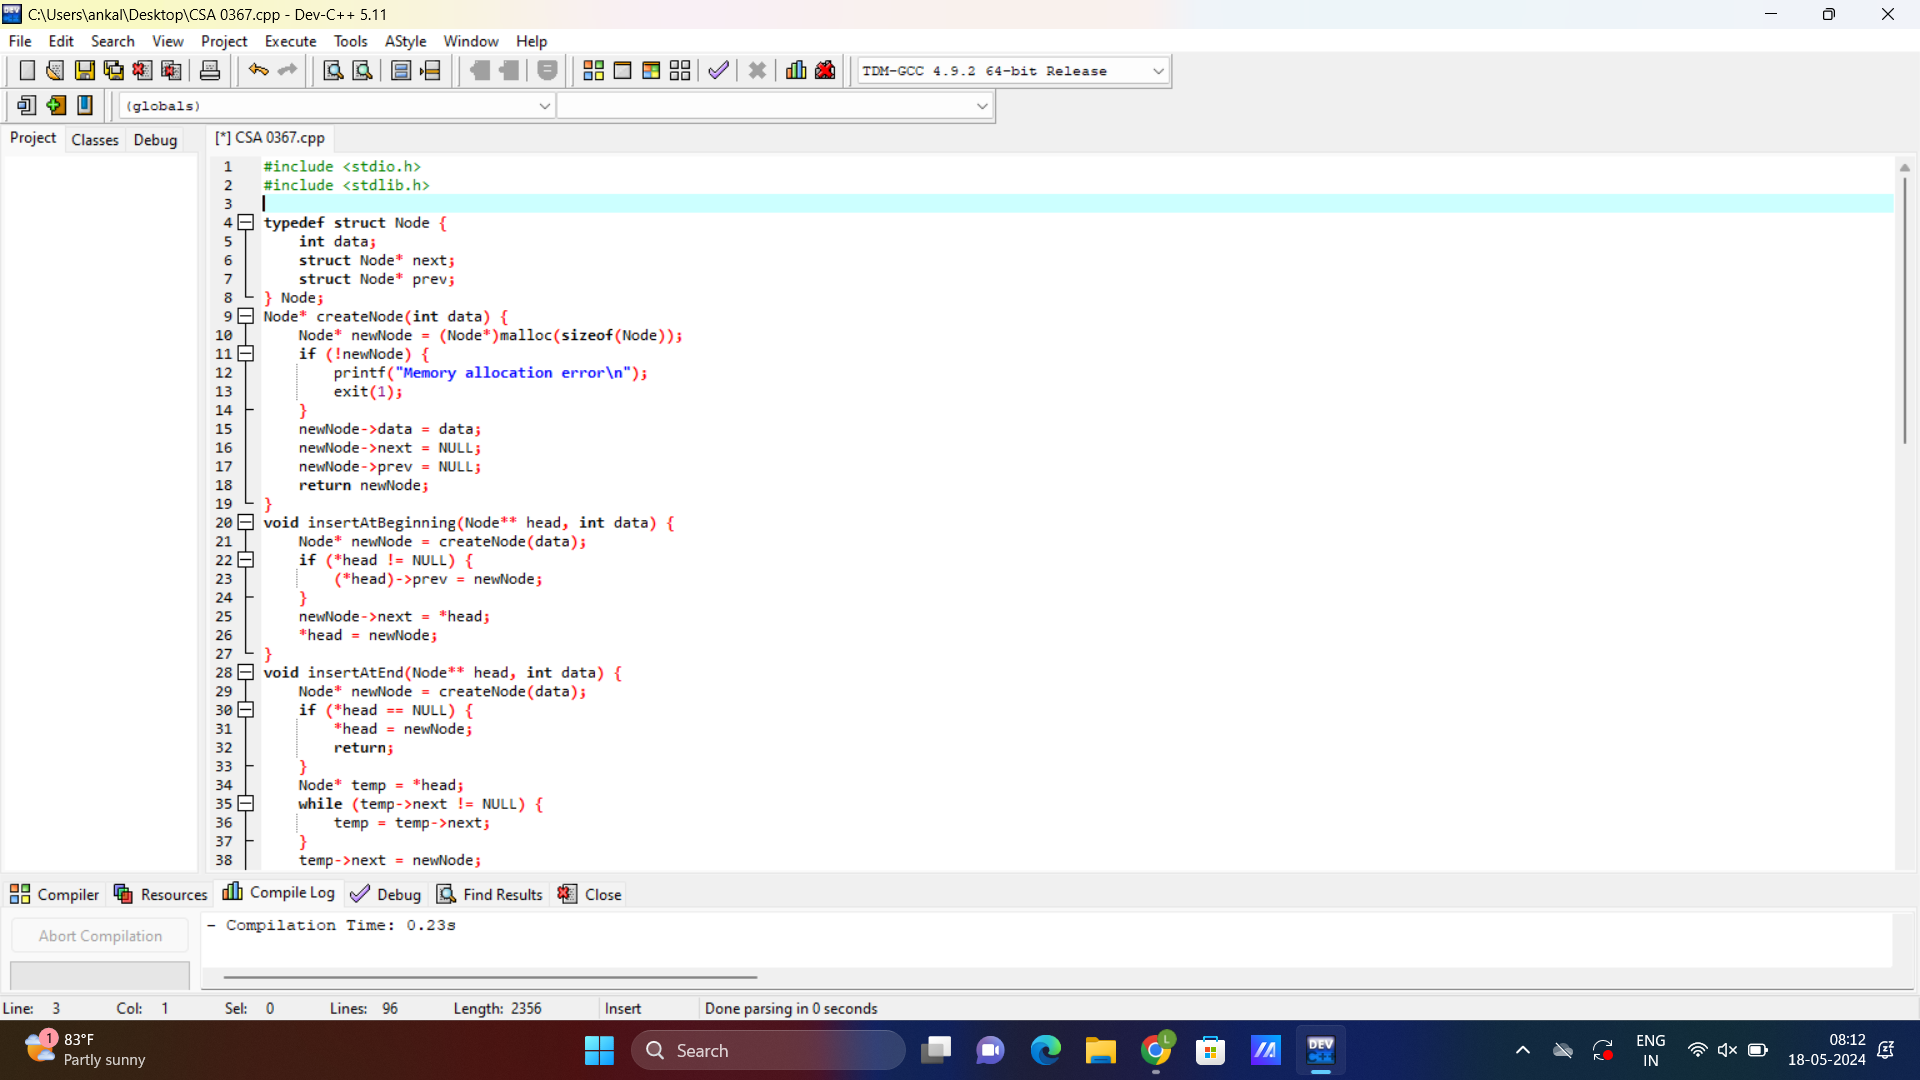 C:\Users\ankal\Desktop\CSA 0367.cpp - Dev-C++ 5.11
File Edit Search View Project Execute Tools AStyle Window Help
TDM-GCC 4.9.2 64-bit Release
(globals)
Project Classes Debug
[*] CSA 0367.cpp
1 #include <stdio.h>
2 #include <stdlib.h>
3
4 typedef struct Node {
5 int data;
6 struct Node* next;
7 struct Node* prev;
8 } Node;
9 Node* createNode(int data) {
10 Node* newNode = (Node*)malloc(sizeof(Node));
11 if (!newNode) {
12 printf("Memory allocation error\n");
13 exit(1);
14 }
15 newNode->data = data;
16 newNode->next = NULL;
17 newNode->prev = NULL;
18 return newNode;
19 }
20 void insertAtBeginning(Node** head, int data) {
21 Node* newNode = createNode(data);
22 if (*head != NULL) {
23 (*head)->prev = newNode;
24 }
25 newNode->next = *head;
26 *head = newNode;
27 }
28 void insertAtEnd(Node** head, int data) {
29 Node* newNode = createNode(data);
30 if (*head == NULL) {
31 *head = newNode;
32 return;
33 }
34 Node* temp = *head;
35 while (temp->next != NULL) {
36 temp = temp->next;
37 }
38 temp->next = newNode;
Compiler Resources Compile Log Debug Find Results Close
Abort Compilation
- Compilation Time: 0.23s
Line: 3 Col: 1 Sel: 0 Lines: 96 Length: 2356 Insert Done parsing in 0 seconds
1
83°F
Partly sunny
Search
L
DEV
C++
ENG
IN
08:12
18-05-2024